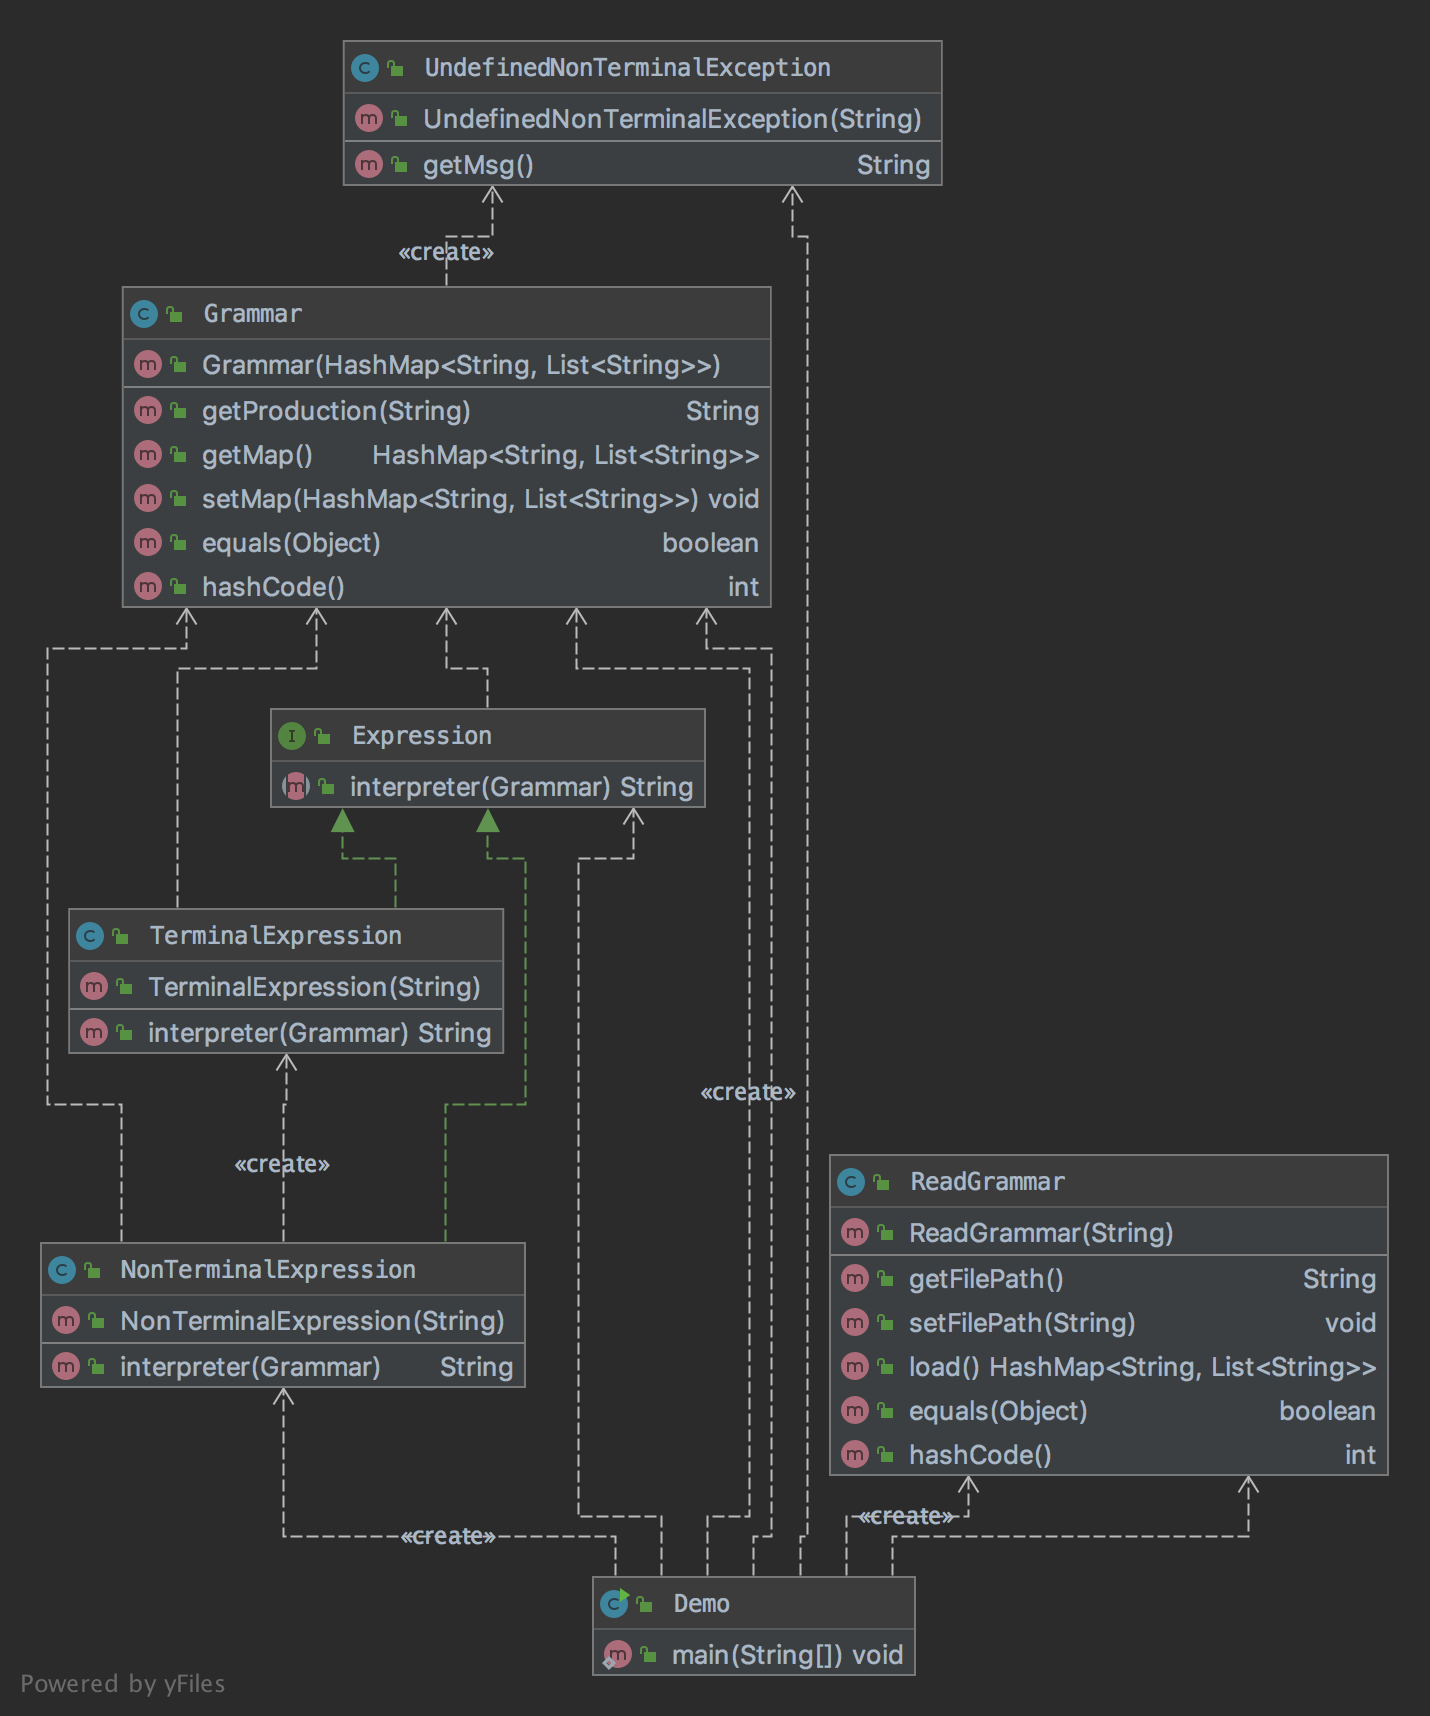 UndefinedNonTerminalException
UndefinedNonTerminalException(String)
getMsg() String
«create»
Grammar
Grammar(HashMap<String, List<String>>)
getProduction(String) String
getMap() HashMap<String, List<String>>
setMap(HashMap<String, List<String>>) void
equals(Object) boolean
hashCode() int
Expression
interpreter(Grammar) String
TerminalExpression
TerminalExpression(String)
interpreter(Grammar) String
«create»
«create»
NonTerminalExpression
NonTerminalExpression(String)
interpreter(Grammar) String
ReadGrammar
ReadGrammar(String)
getFilePath() String
setFilePath(String) void
load() HashMap<String, List<String>>
equals(Object) boolean
hashCode() int
«create»
«create»
Demo
main(String[]) void
Powered by yFiles